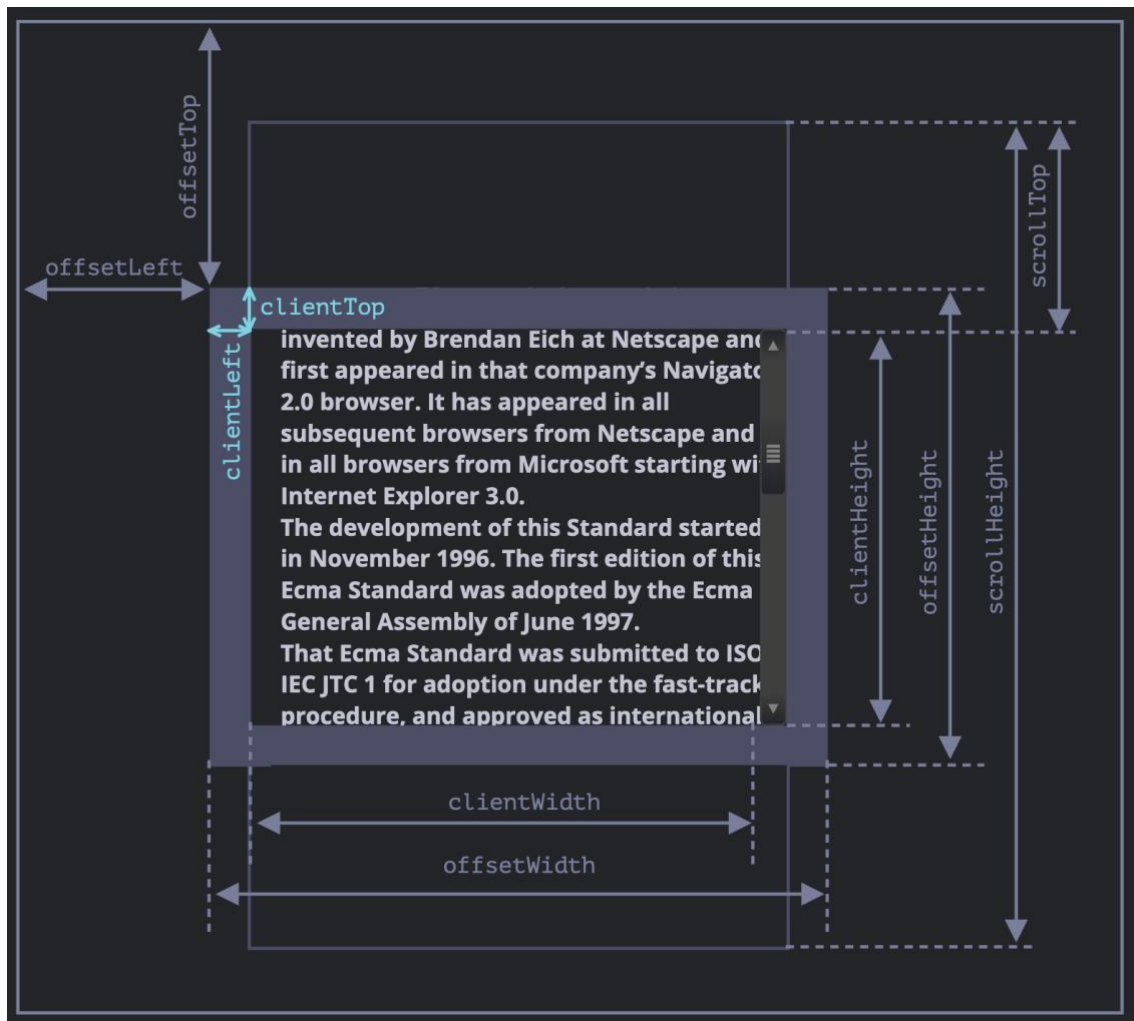 offsetTop
scrollTop
offsetLeft
clientTop
clientLeft
invented by Brendan Eich at Netscape and
first appeared in that company’s Navigato
2.0 browser. It has appeared in all
subsequent browsers from Netscape and
in all browsers from Microsoft starting wi
Internet Explorer 3.0.
The development of this Standard started
in November 1996. The first edition of this
Ecma Standard was adopted by the Ecma
General Assembly of June 1997.
That Ecma Standard was submitted to ISO
IEC JTC 1 for adoption under the fast-track
procedure, and approved as international
clientHeight
offsetHeight
scrollHeight
clientWidth
offsetWidth